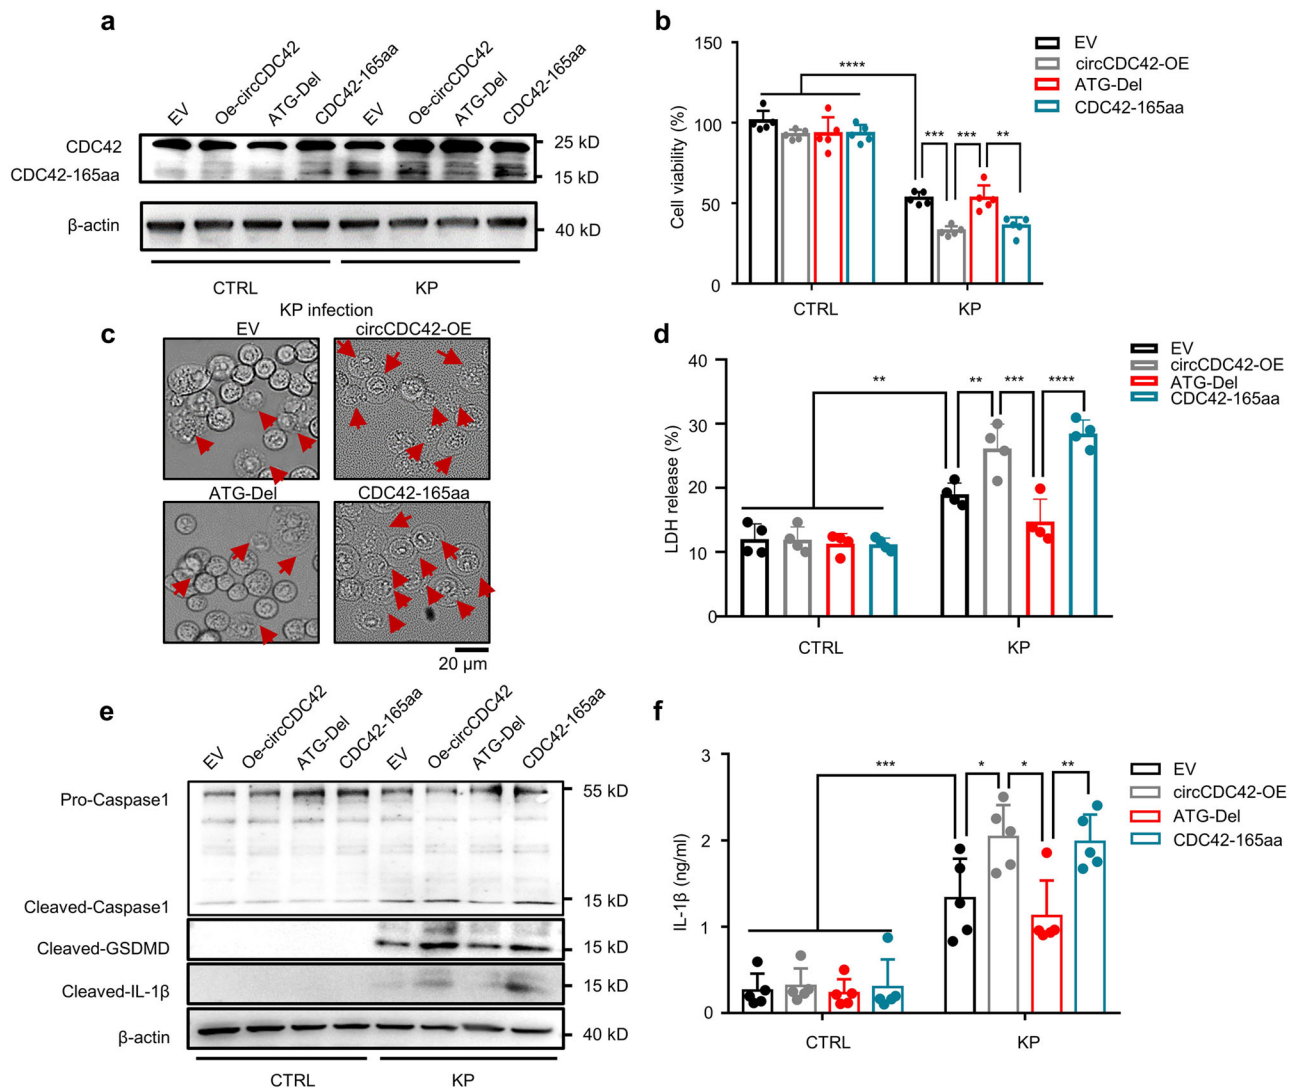 a
EV
Oe-circCDC42
ATG-Del
CDC42-165aa
EV
Oe-circCDC42
ATG-Del
CDC42-165aa
CDC42
25 kD
CDC42-165aa
15 kD
β-actin
40 kD
CTRL
KP
b
Cell viability (%)
150
100
50
0
****
***
***
**
CTRL
KP
EV
circCDC42-OE
ATG-Del
CDC42-165aa
c
KP infection
EV
circCDC42-OE
ATG-Del
CDC42-165aa
20 μm
d
LDH release (%)
40
30
20
10
0
**
**
***
****
CTRL
KP
EV
circCDC42-OE
ATG-Del
CDC42-165aa
e
EV
Oe-circCDC42
ATG-Del
CDC42-165aa
EV
Oe-circCDC42
ATG-Del
CDC42-165aa
Pro-Caspase1
55 kD
Cleaved-Caspase1
15 kD
Cleaved-GSDMD
15 kD
Cleaved-IL-1β
15 kD
β-actin
40 kD
CTRL
KP
f
IL-1β (ng/ml)
3
2
1
0
***
*
*
**
CTRL
KP
EV
circCDC42-OE
ATG-Del
CDC42-165aa